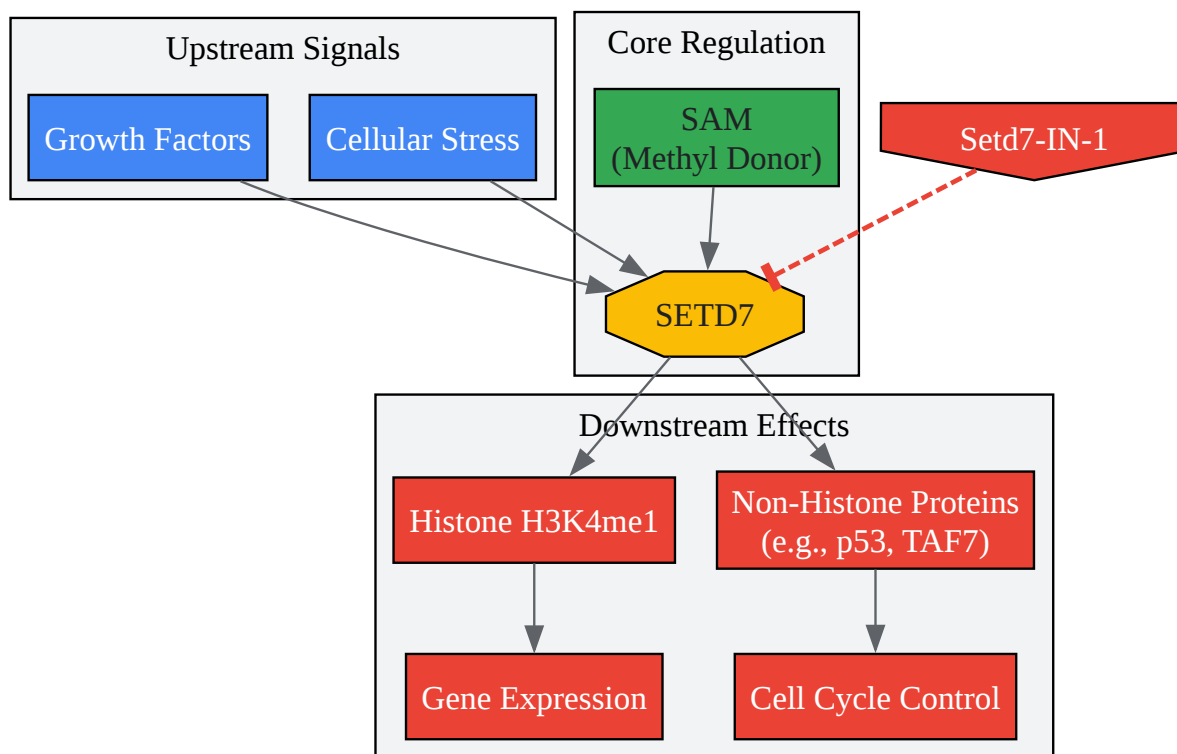 Upstream Signals
Growth Factors
Cellular Stress
Core Regulation
SAM
(Methyl Donor)
Setd7-IN-1
SETD7
Downstream Effects
Histone H3K4me1
Non-Histone Proteins
(e.g., p53, TAF7)
Gene Expression
Cell Cycle Control